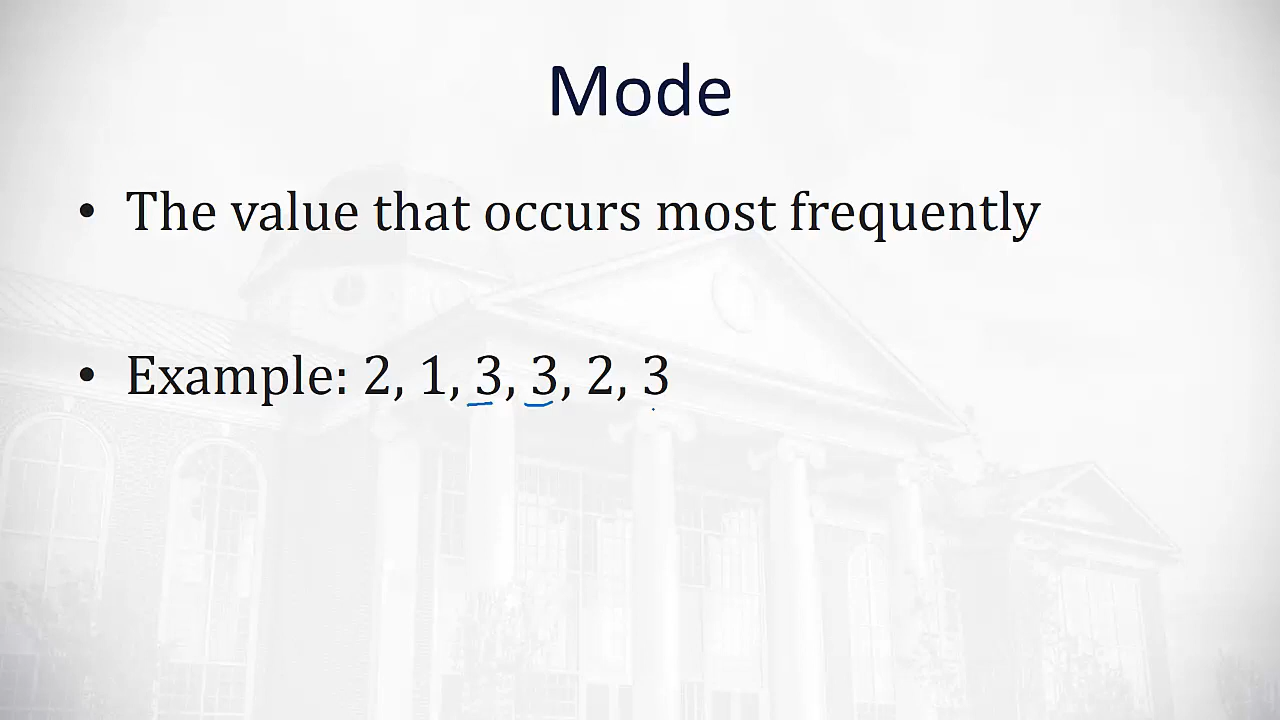 Mode
• The value that occurs most frequently
• Example: 2, 1, 3, 3, 2, 3